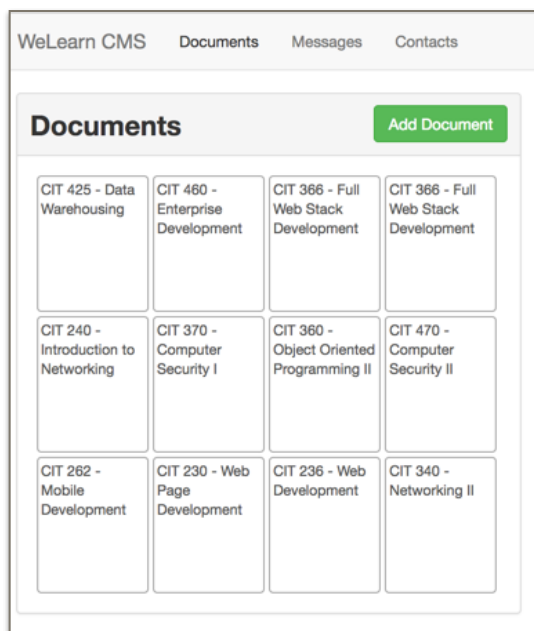 WeLearn CMS Documents Messages Contacts
Documents
Add Document
CIT 425 - Data
Warehousing
CIT 460 -
Enterprise
Development
CIT 366 - Full
Web Stack
Development
CIT 366 - Full
Web Stack
Development
CIT 240 -
Introduction to
Networking
CIT 370 -
Computer
Security I
CIT 360 -
Object Oriented
Programming II
CIT 470 -
Computer
Security II
CIT 262 -
Mobile
Development
CIT 230 - Web
Page
Development
CIT 236 - Web
Development
CIT 340 -
Networking II